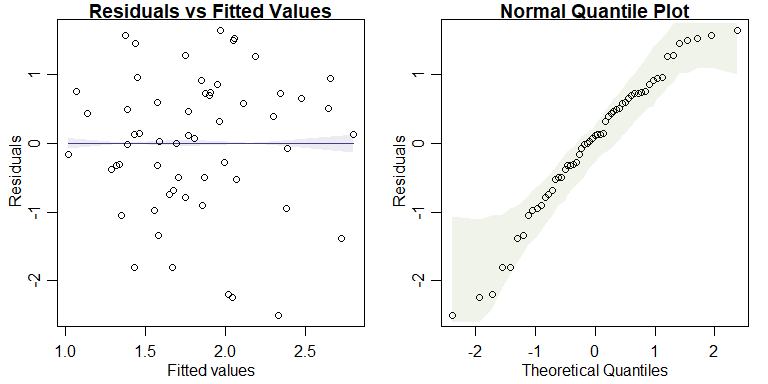 Residuals vs Fitted Values
Residuals
1
0
-1
-2
1.0 1.5 2.0 2.5
Fitted values
Normal Quantile Plot
Residuals
1
0
-1
-2
-2 -1 0 1 2
Theoretical Quantiles